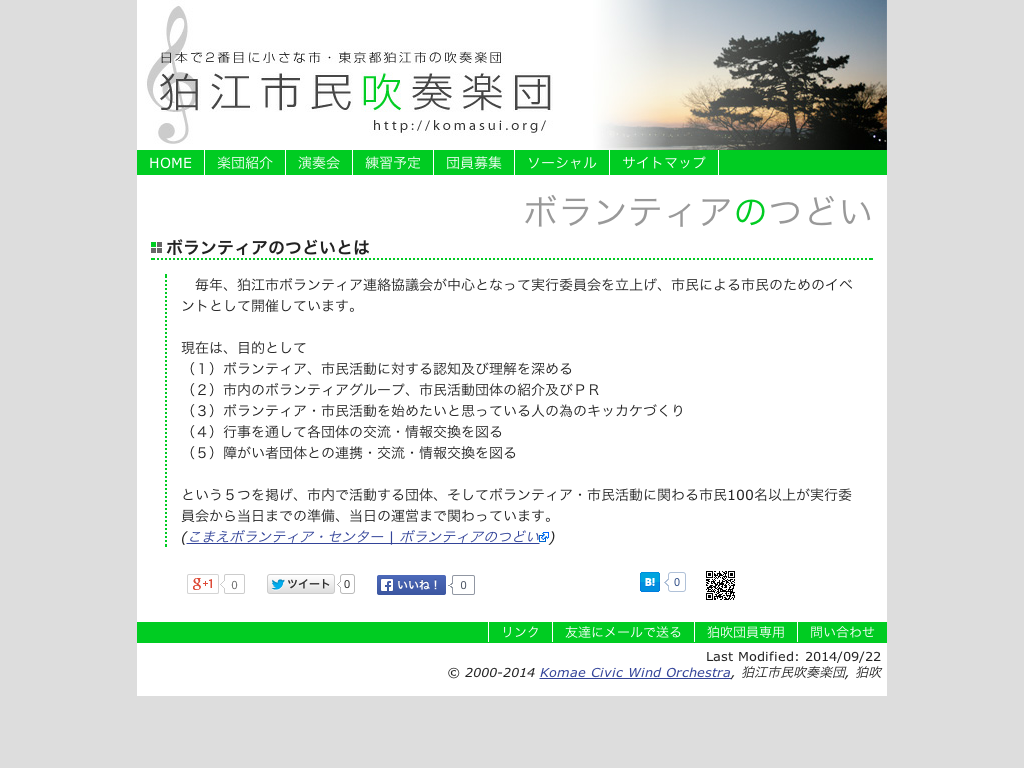 日本で２番目に小さな市・東京都狛江市の吹奏楽団
狛江市民吹奏楽団
http://komasui.org/
HOME 楽団紹介 演奏会 練習予定 団員募集 ソーシャル サイトマップ
ボランティアのつどい
ボランティアのつどいとは
毎年、狛江市ボランティア連絡協議会が中心となって実行委員会を立上げ、市民による市民のためのイベ
ントとして開催しています。
現在は、目的として
（１）ボランティア、市民活動に対する認知及び理解を深める
（２）市内のボランティアグループ、市民活動団体の紹介及びＰＲ
（３）ボランティア・市民活動を始めたいと思っている人の為のキッカケづくり
（４）行事を通して各団体の交流・情報交換を図る
（５）障がい者団体との連携・交流・情報交換を図る
という５つを掲げ、市内で活動する団体、そしてボランティア・市民活動に関わる市民100名以上が実行委
員会から当日までの準備、当日の運営まで関わっています。
(こまえボランティア・センター | ボランティアのつどい)
g+1 0 ツイート 0 いいね！ 0 B! 0
リンク 友達にメールで送る 狛吹団員専用 問い合わせ
Last Modified: 2014/09/22
© 2000-2014 Komae Civic Wind Orchestra, 狛江市民吹奏楽団, 狛吹